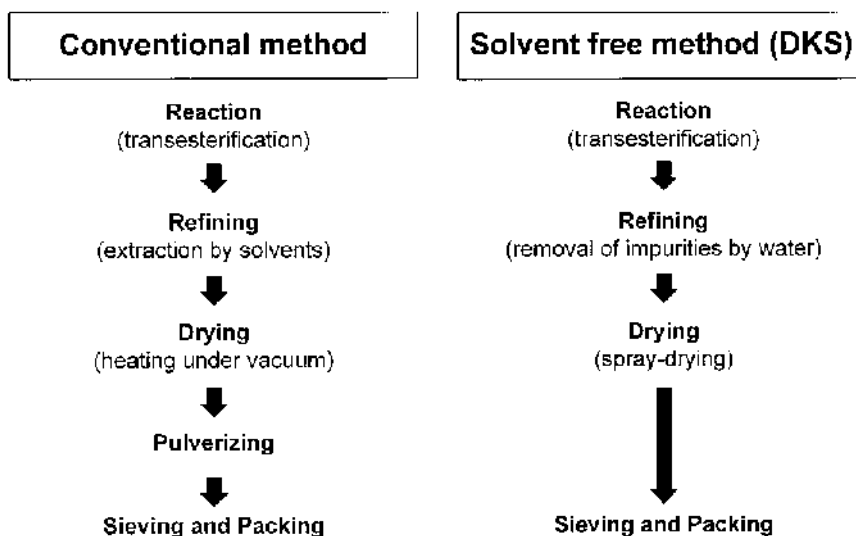 Conventional method
Reaction
(transesterification)
Refining
(extraction by solvents)
Drying
(heating under vacuum)
Pulverizing
Sieving and Packing
Solvent free method (DKS)
Reaction
(transesterification)
Refining
(removal of impurities by water)
Drying
(spray-drying)
Sieving and Packing